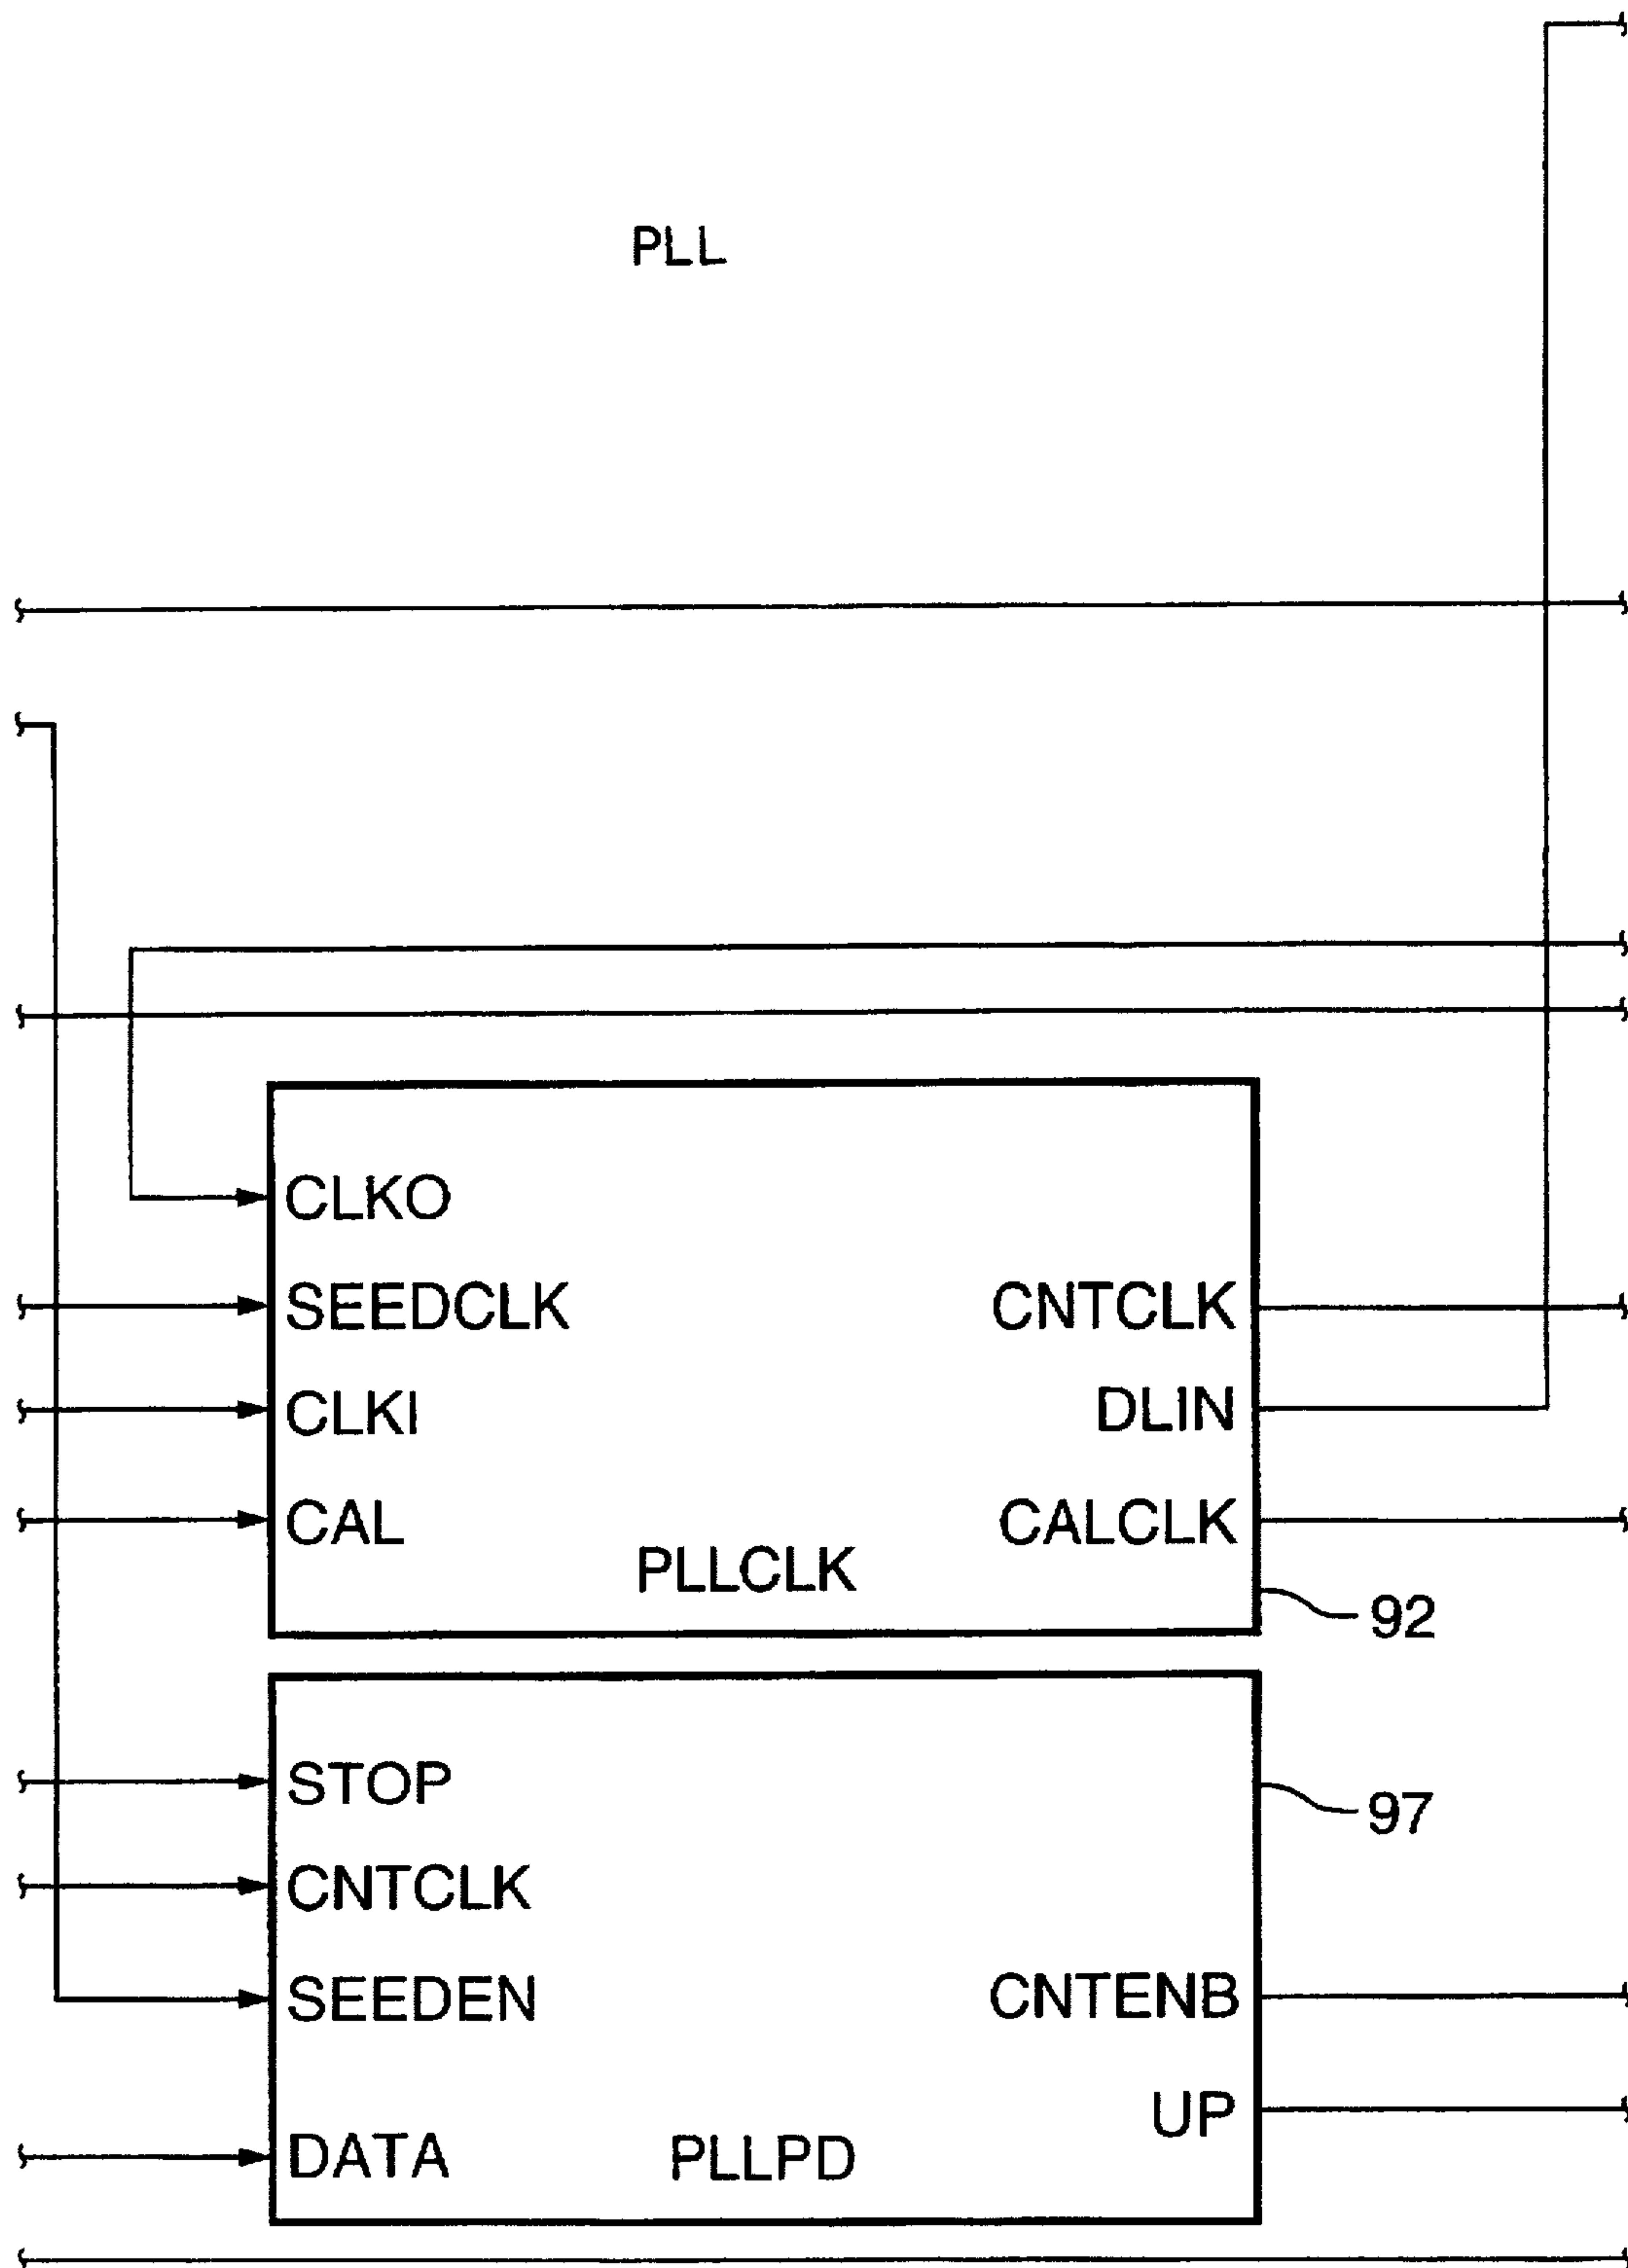 PLL
CLKO
SEEDCLK
CNTCLK
CLKI
DLIN
CAL
CALCLK
PLLCLK
92
STOP
97
CNTCLK
SEEDEN
CNTENB
UP
DATA
PLLPD